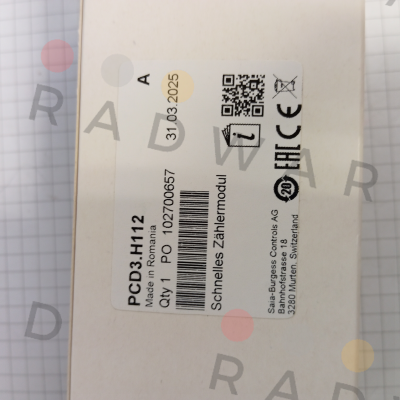 PCD3.H112
A
Made in Romania
Qty 1 PO 102700657
31.03.2025
Schnelles Zählermodul
Saia-Burgess Controls AG
Bahnhofstrasse 18
3280 Murten, Switzerland
20
EAC CE
RADWAR
RADWAR